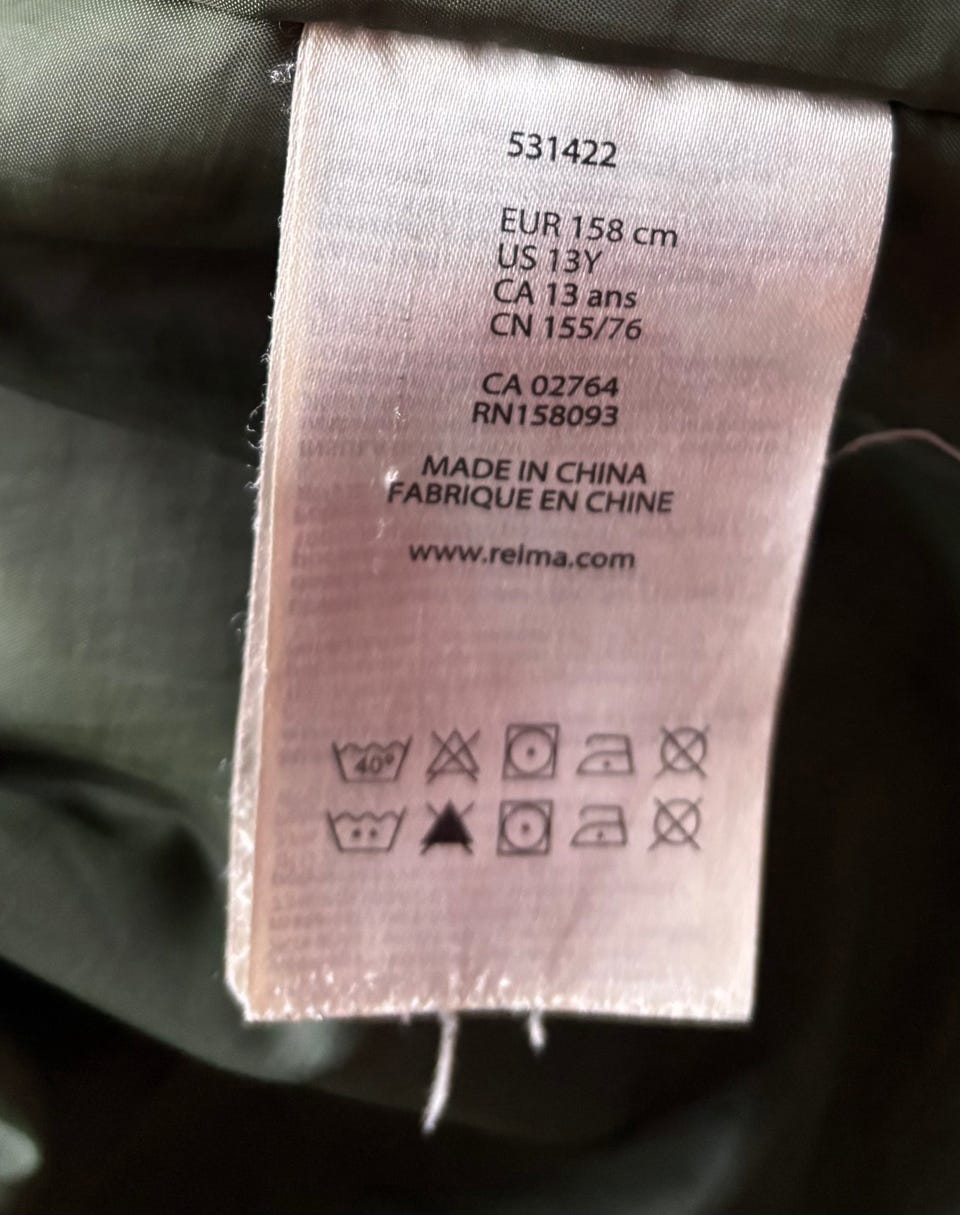 531422
EUR 158 cm
US 13Y
CA 13 ans
CN 155/76
CA 02764
RN158093
MADE IN CHINA
FABRIQUE EN CHINE
www.reima.com
40°